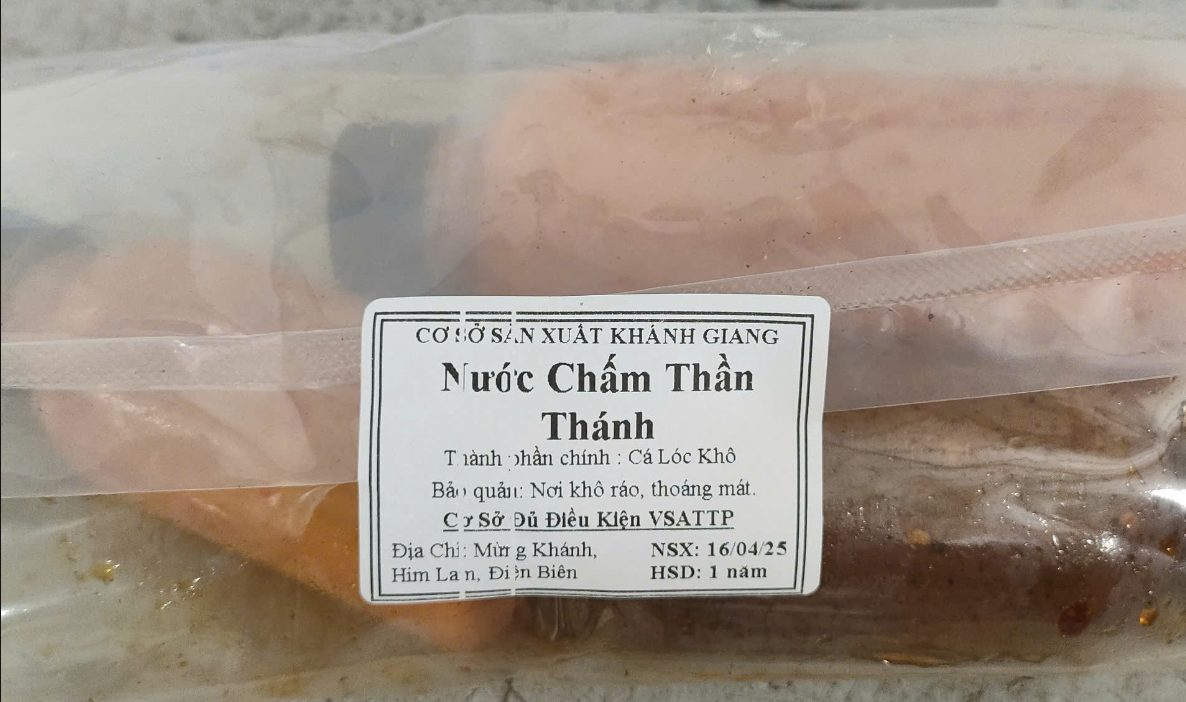 CƠ SỞ SẢN XUẤT KHÁNH GIANG
Nước Chấm Thần
Thánh
Thành phần chính : Cá Lóc Khô
Bảo quản: Nơi khô ráo, thoáng mát.
Cơ Sở Đủ Điều Kiện VSATTP
Địa Chỉ: Mừng Khánh, NSX: 16/04/25
Him Lan, Điện Biên HSD: 1 năm